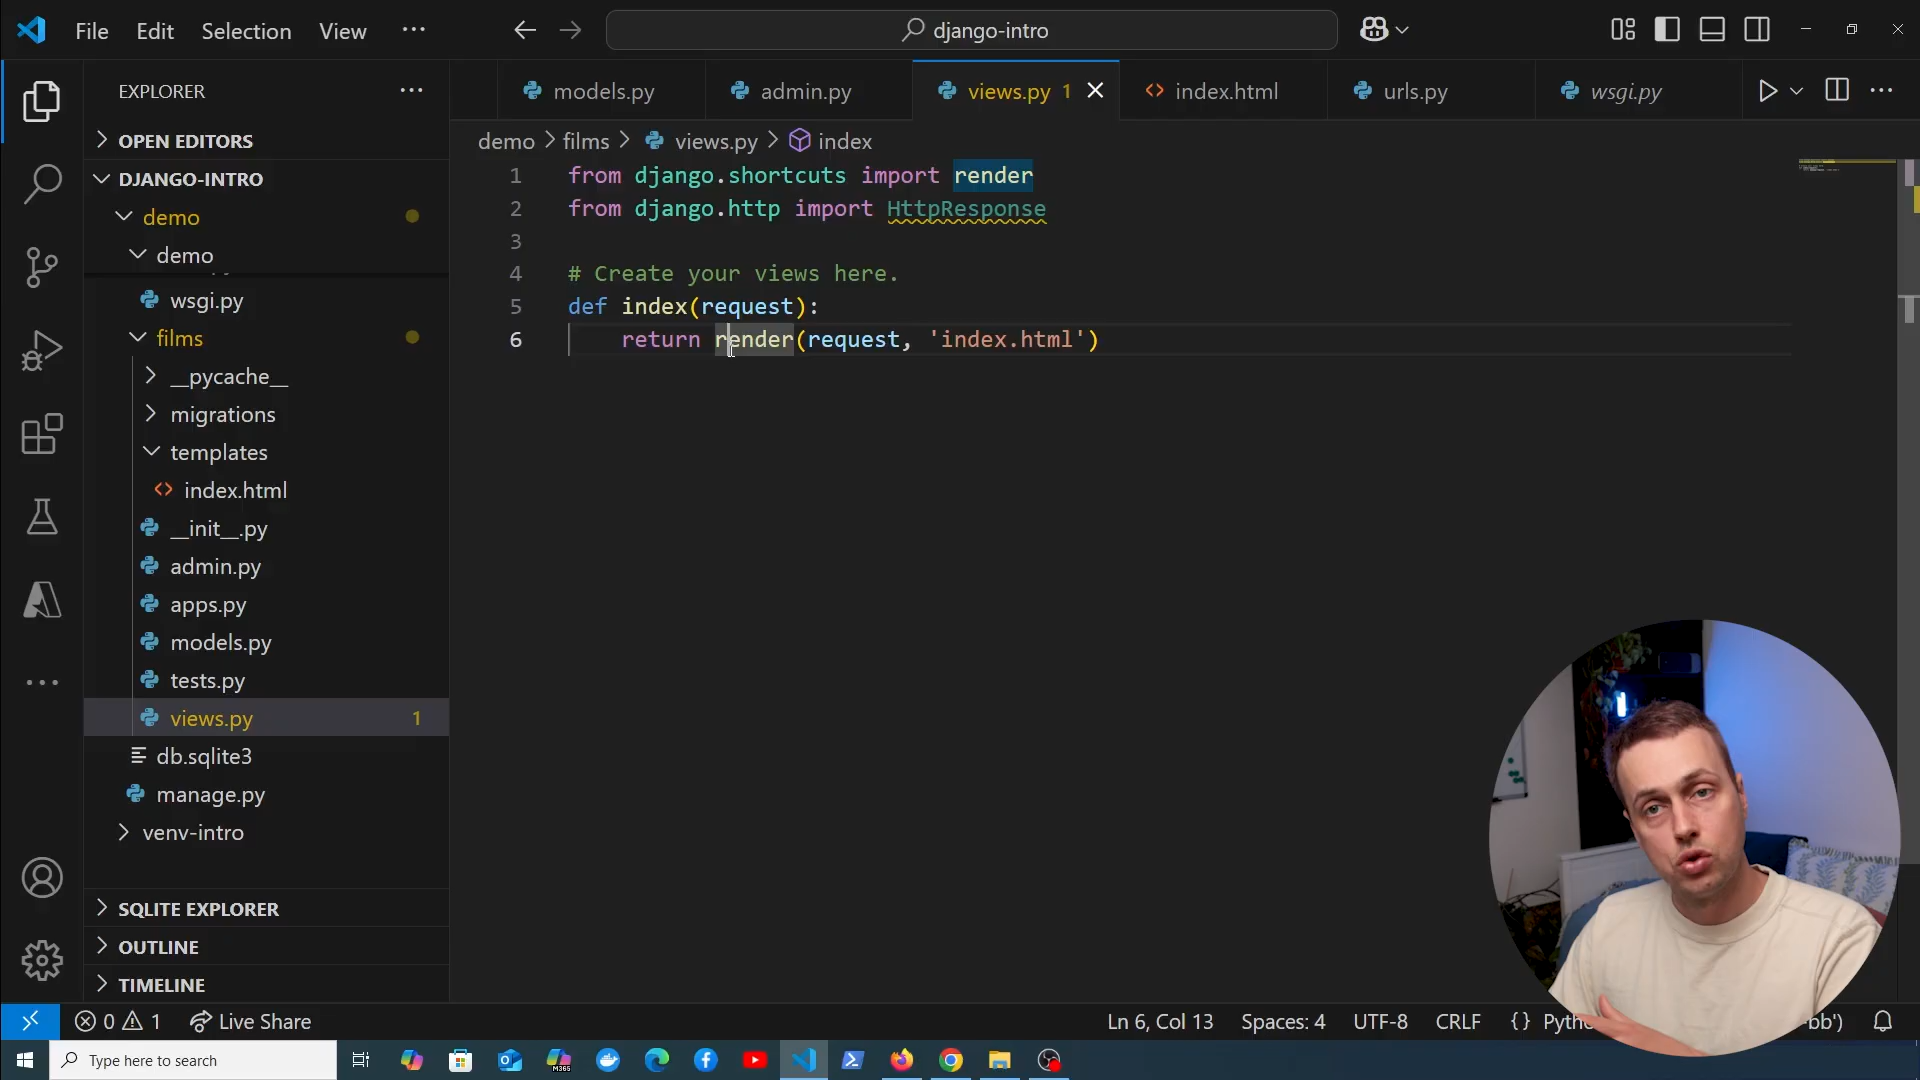 File Edit Selection View ··· django-intro
EXPLORER ···
models.py admin.py views.py 1 index.html urls.py wsgi.py
OPEN EDITORS
demo > films > views.py > index
DJANGO-INTRO
demo
demo
wsgi.py
films
__pycache__
migrations
templates
index.html
__init__.py
admin.py
apps.py
models.py
tests.py
views.py 1
db.sqlite3
manage.py
venv-intro
SQLITE EXPLORER
OUTLINE
TIMELINE
1 from django.shortcuts import render
2 from django.http import HttpResponse
3
4 # Create your views here.
5 def index(request):
6 return render(request, 'index.html')
0 1 Live Share Ln 6, Col 13 Spaces: 4 UTF-8 CRLF {}
Type here to search
M365